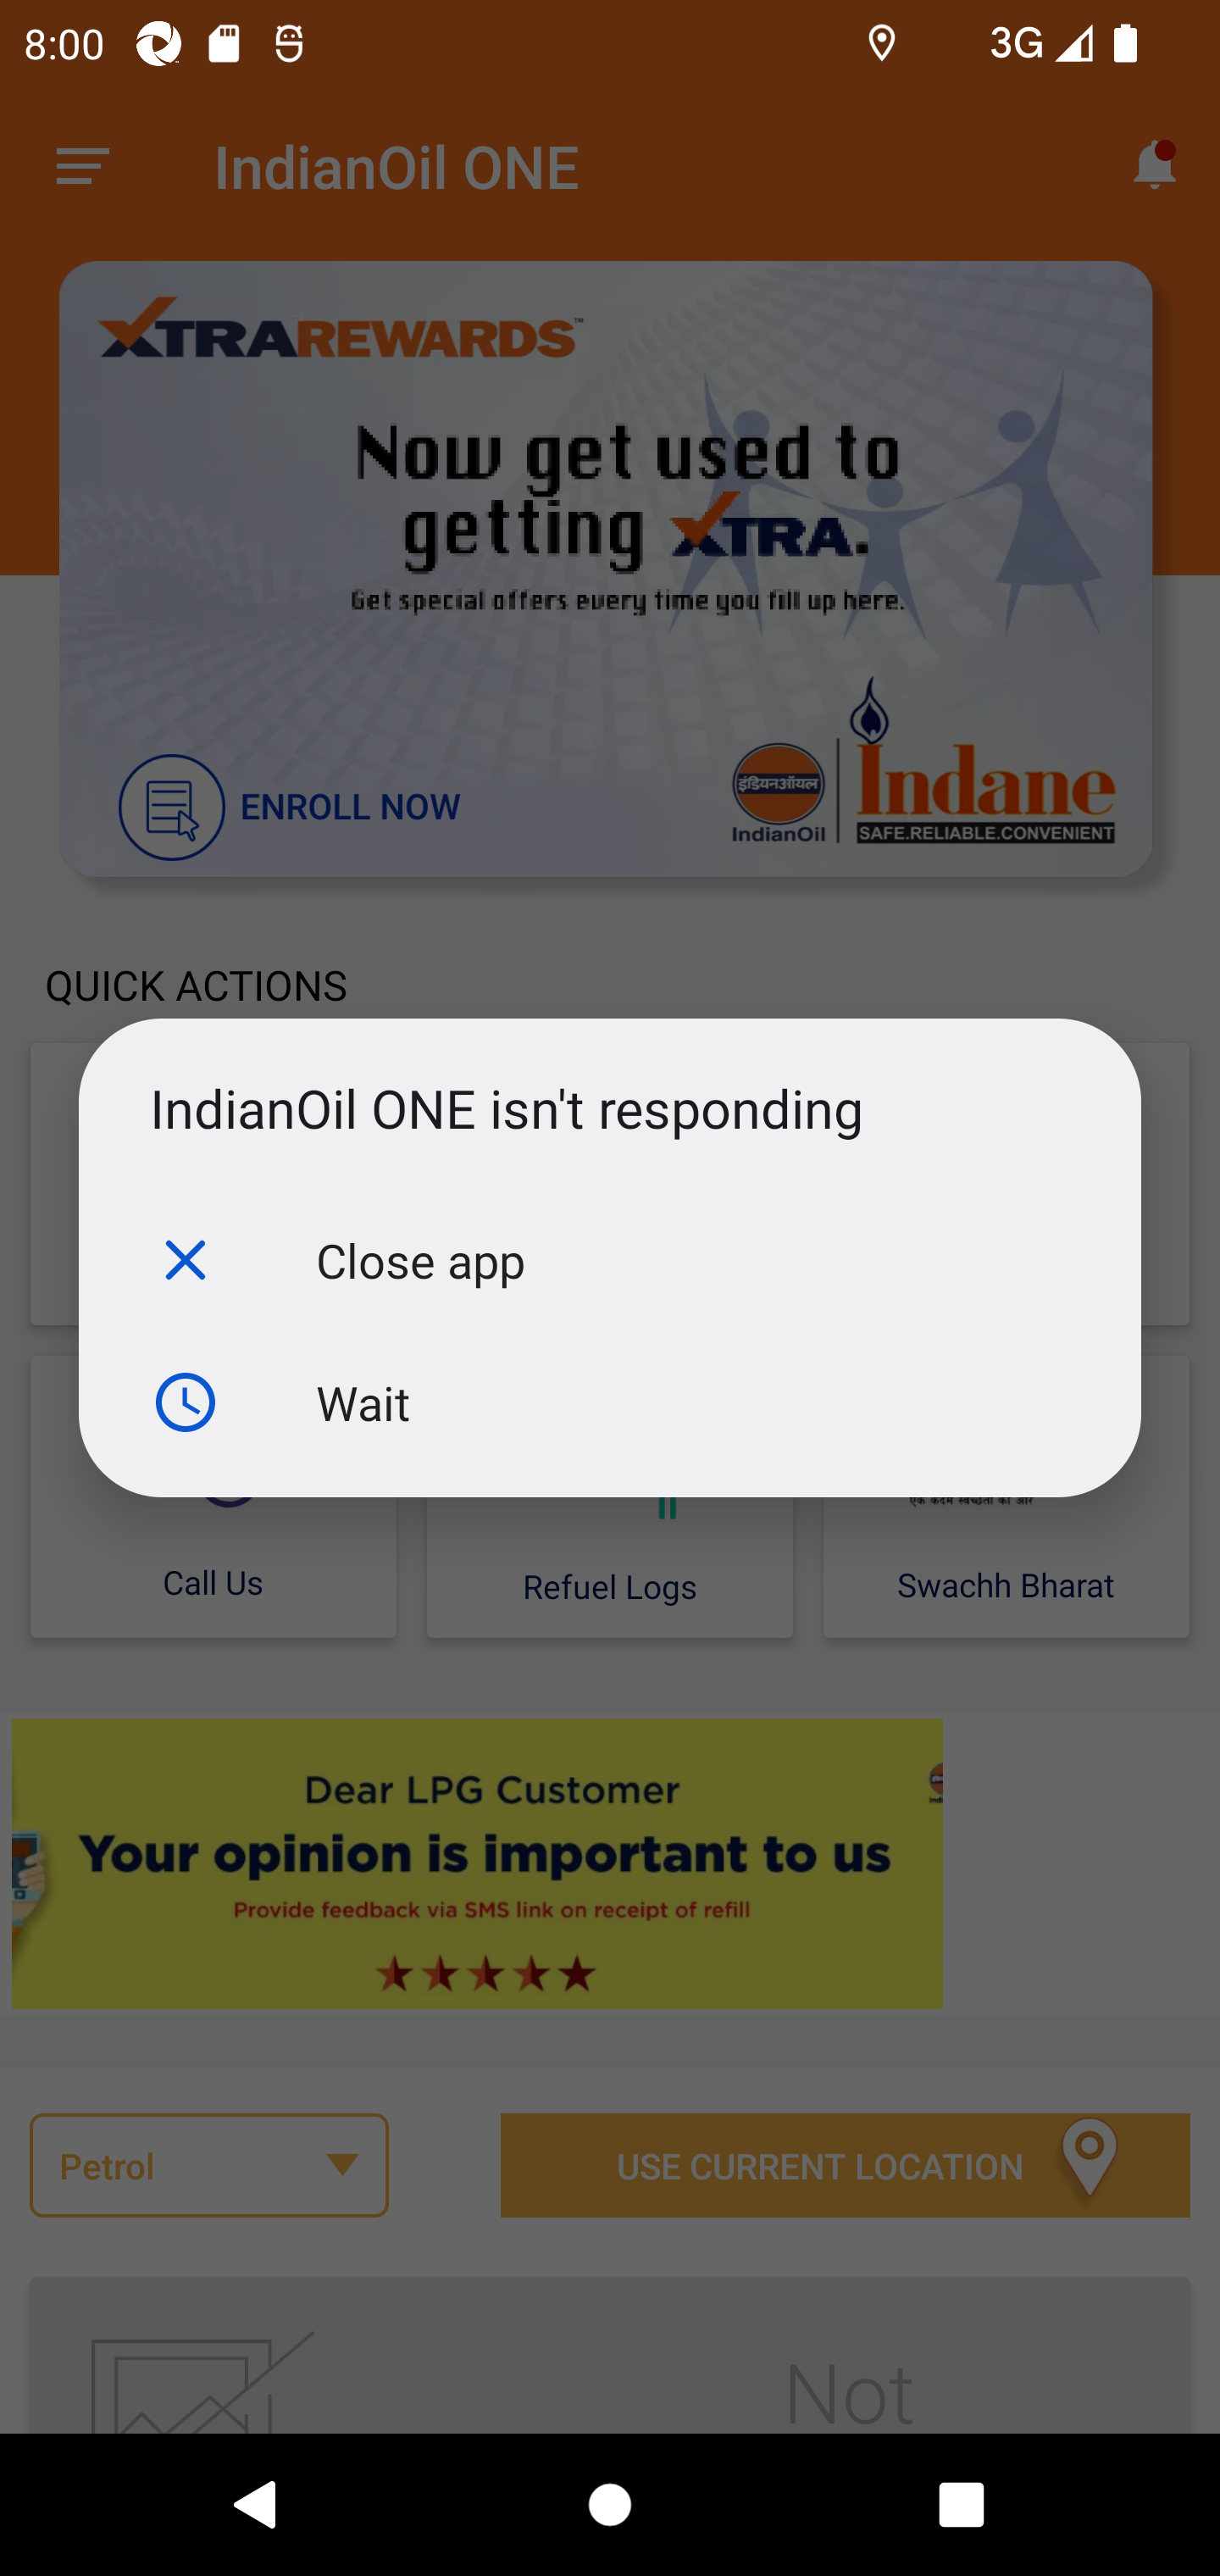 8:00
3G
IndianOil ONE
XTRAREWARDS™
Now get used to
getting XTRA.
Get special offers every time you fill up here.
ENROLL NOW
इंडियनऑयल
IndianOil
Indane
SAFE.RELIABLE.CONVENIENT
QUICK ACTIONS
IndianOil ONE isn't responding
Close app
Wait
एक कदम स्वच्छता की ओर
Call Us
Refuel Logs
Swachh Bharat
Dear LPG Customer
Your opinion is important to us
Provide feedback via SMS link on receipt of refill
Petrol
USE CURRENT LOCATION
Not